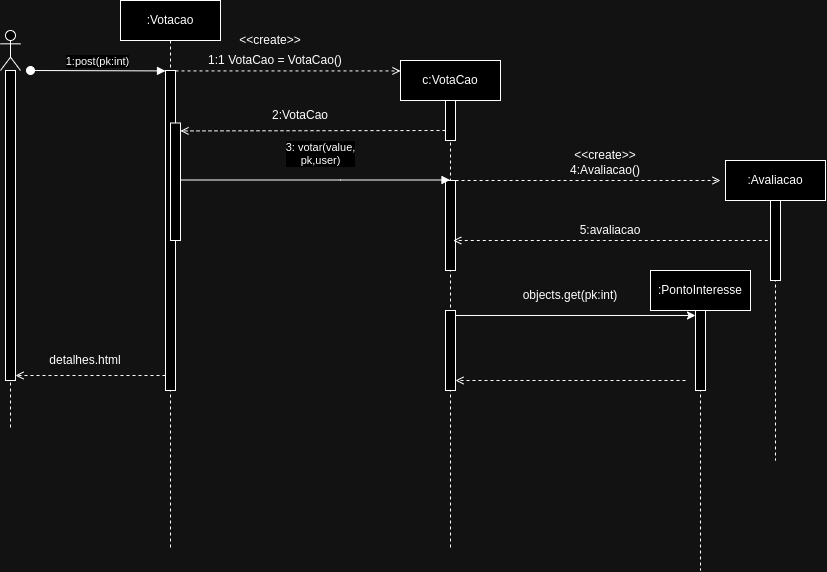 :Votacao
<<create>>
1:post(pk:int)
1:1 VotaCao = VotaCao()
c:VotaCao
2:VotaCao
3: votar(value,
pk,user)
<<create>>
4:Avaliacao()
:Avaliacao
5:avaliacao
objects.get(pk:int)
:PontoInteresse
detalhes.html